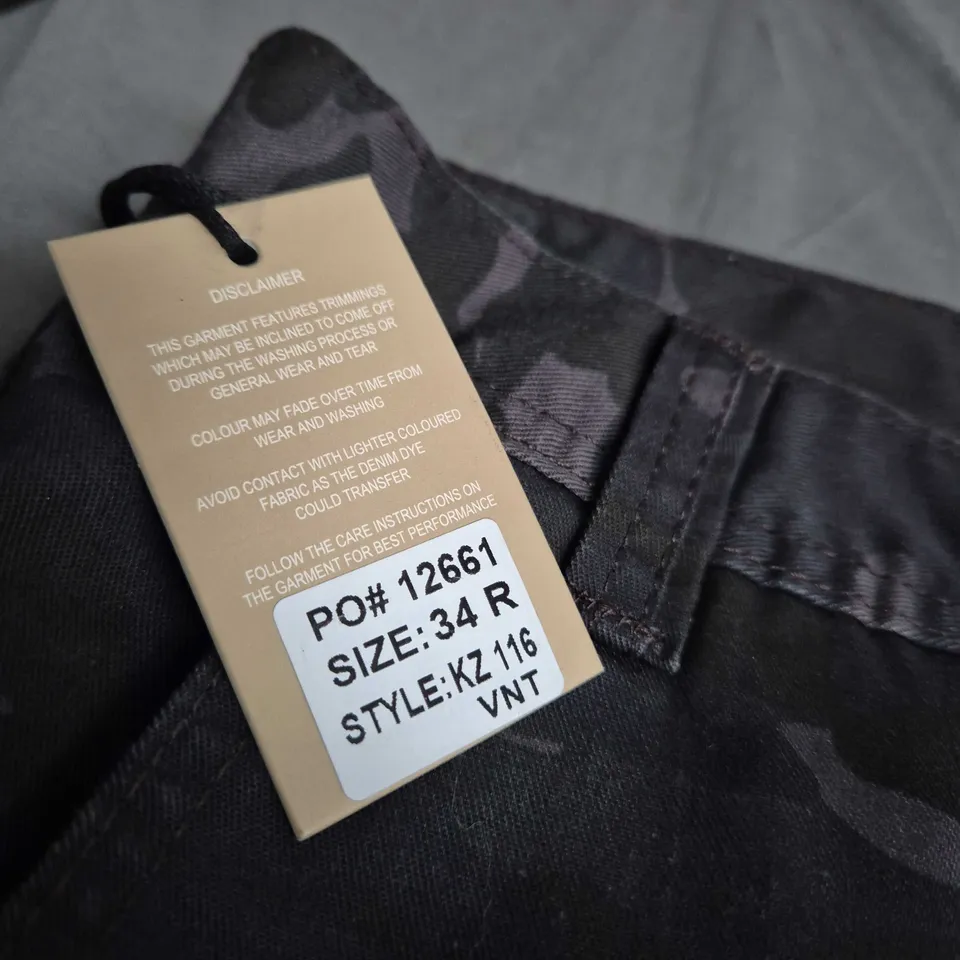 DISCLAIMER
THIS GARMENT FEATURES TRIMMINGS
WHICH MAY BE INCLINED TO COME OFF
DURING THE WASHING PROCESS OR
GENERAL WEAR AND TEAR
COLOUR MAY FADE OVER TIME FROM
WEAR AND WASHING
AVOID CONTACT WITH LIGHTER COLOURED
FABRIC AS THE DENIM DYE
COULD TRANSFER
FOLLOW THE CARE INSTRUCTIONS ON
THE GARMENT FOR BEST PERFORMANCE
PO# 12661
SIZE: 34 R
STYLE: KZ 116
VNT